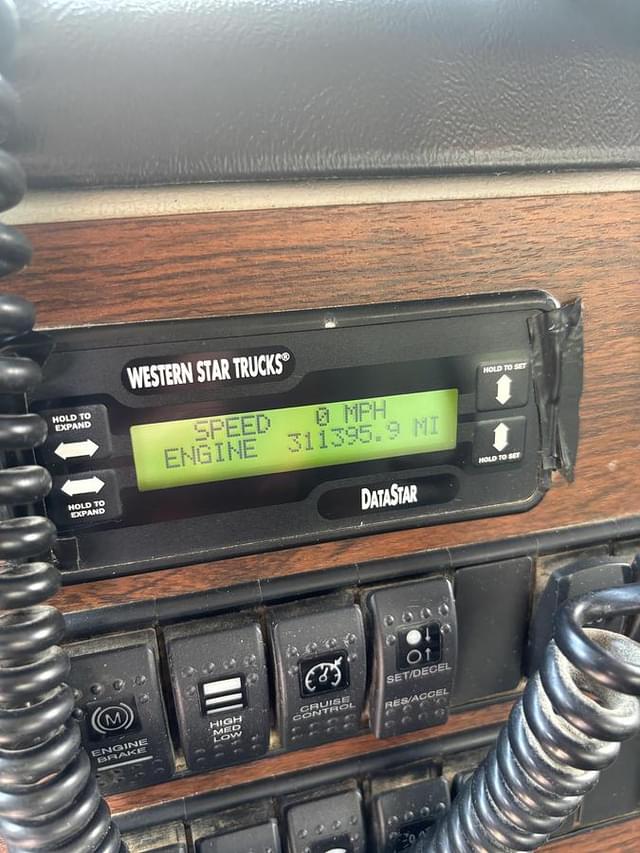 WESTERN STAR TRUCKS®
HOLD TO SET
HOLD TO
EXPAND
SPEED 0 MPH
ENGINE 311395.9 MI
HOLD TO SET
HOLD TO
EXPAND
DATASTAR
SET/DECEL
RES/ACCEL
CRUISE
CONTROL
HIGH
MED
LOW
M
ENGINE
BRAKE